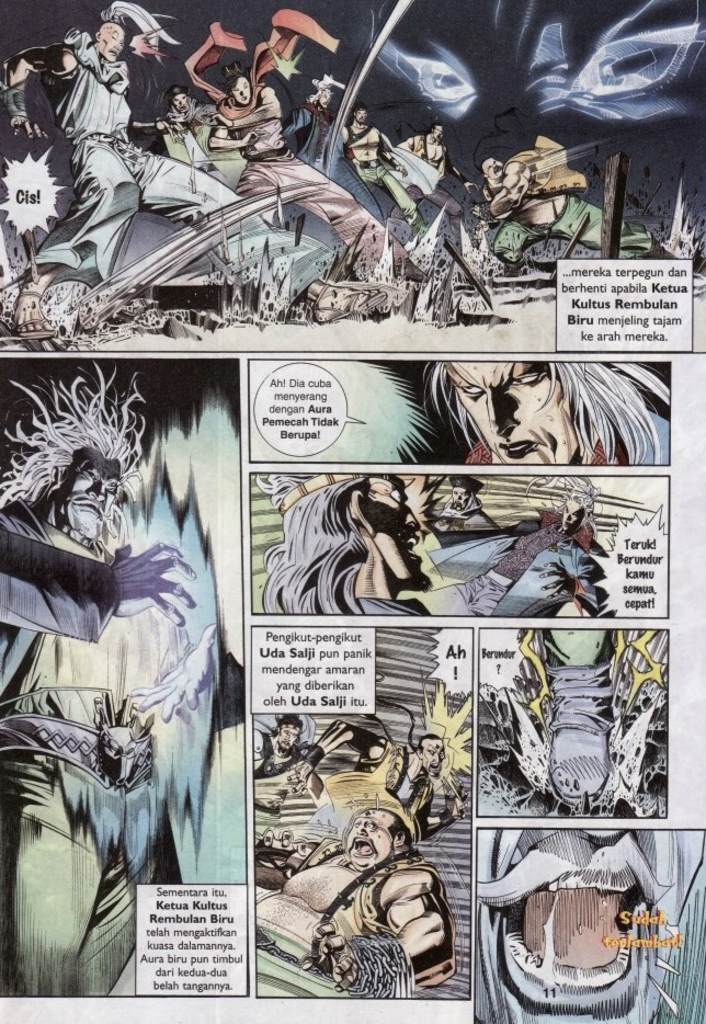 Cis!
...mereka terpegun dan
berhenti apabila Ketua
Kultus Rembulan
Biru menjeling tajam
ke arah mereka.
Ah! Dia cuba
menyerang
dengan Aura
Pemecah Tidak
Berupa!
Teruk!
Berundur
kamu
semua,
cepat!
Pengikut-pengikut
Uda Salji pun panik
mendengar amaran
yang diberikan
oleh Uda Salji itu.
Ah
!
Berundur
?
Sementara itu,
Ketua Kultus
Rembulan Biru
telah mengaktifkan
kuasa dalamannya.
Aura biru pun timbul
dari kedua-dua
belah tangannya.
Sudah
terlambat!
11